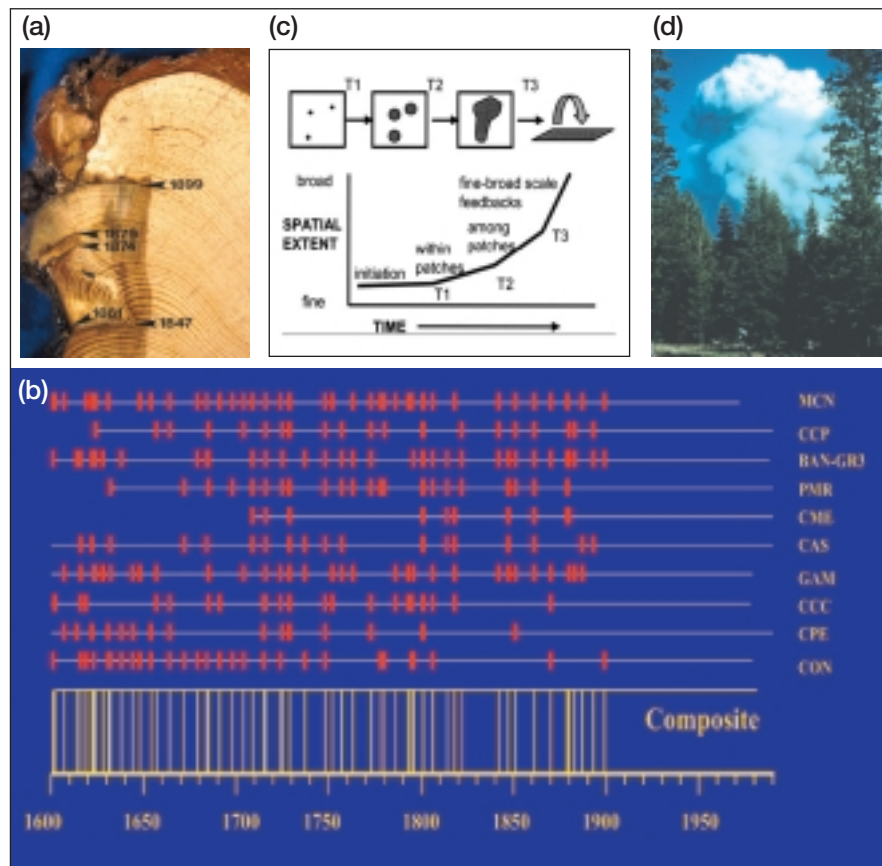 (a)
1899
1879
1874
1847
(c)
T1 T2 T3
broad
SPATIAL
EXTENT
fine
initiation
within
patches
among
patches
fine-broad scale
feedbacks
T1
T2
T3
TIME
(d)
(b)
MCN
CCP
BAN-GR3
PMR
CME
CAS
GAM
CCC
CPE
CON
Composite
1600 1650 1700 1750 1800 1850 1900 1950